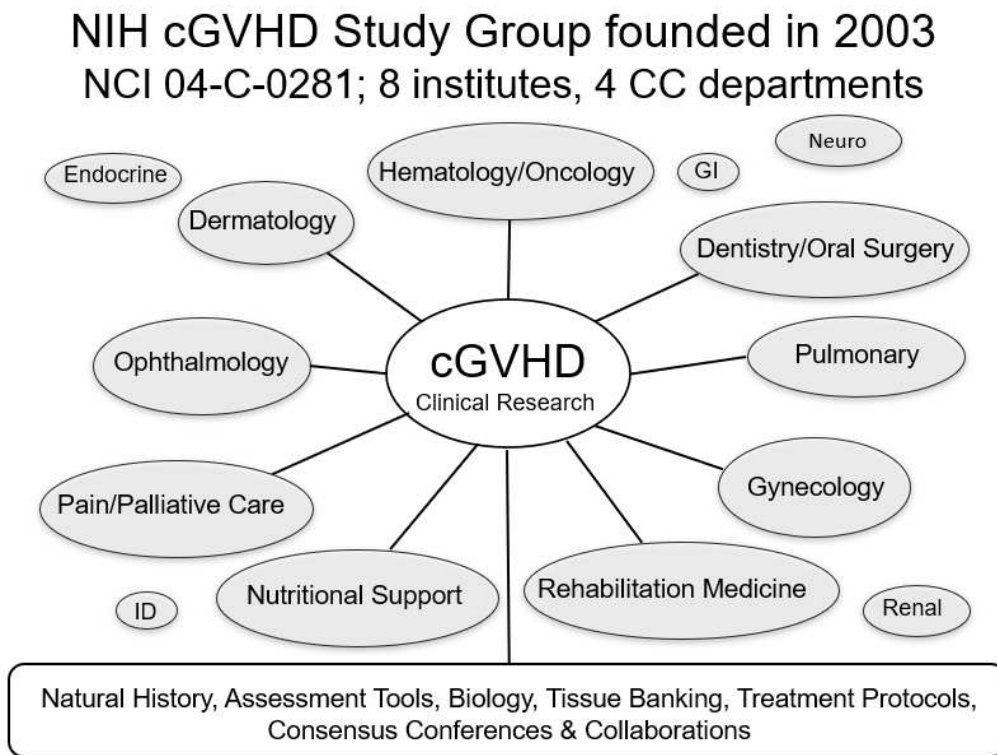 NIH cGVHD Study Group founded in 2003
NCI 04-C-0281; 8 institutes, 4 CC departments
Neuro
Endocrine
Hematology/Oncology
GI
Dermatology
Dentistry/Oral Surgery
Ophthalmology
cGVHD
Clinical Research
Pulmonary
Pain/Palliative Care
Gynecology
Nutritional Support
Rehabilitation Medicine
ID
Renal
Natural History, Assessment Tools, Biology, Tissue Banking, Treatment Protocols,
Consensus Conferences & Collaborations